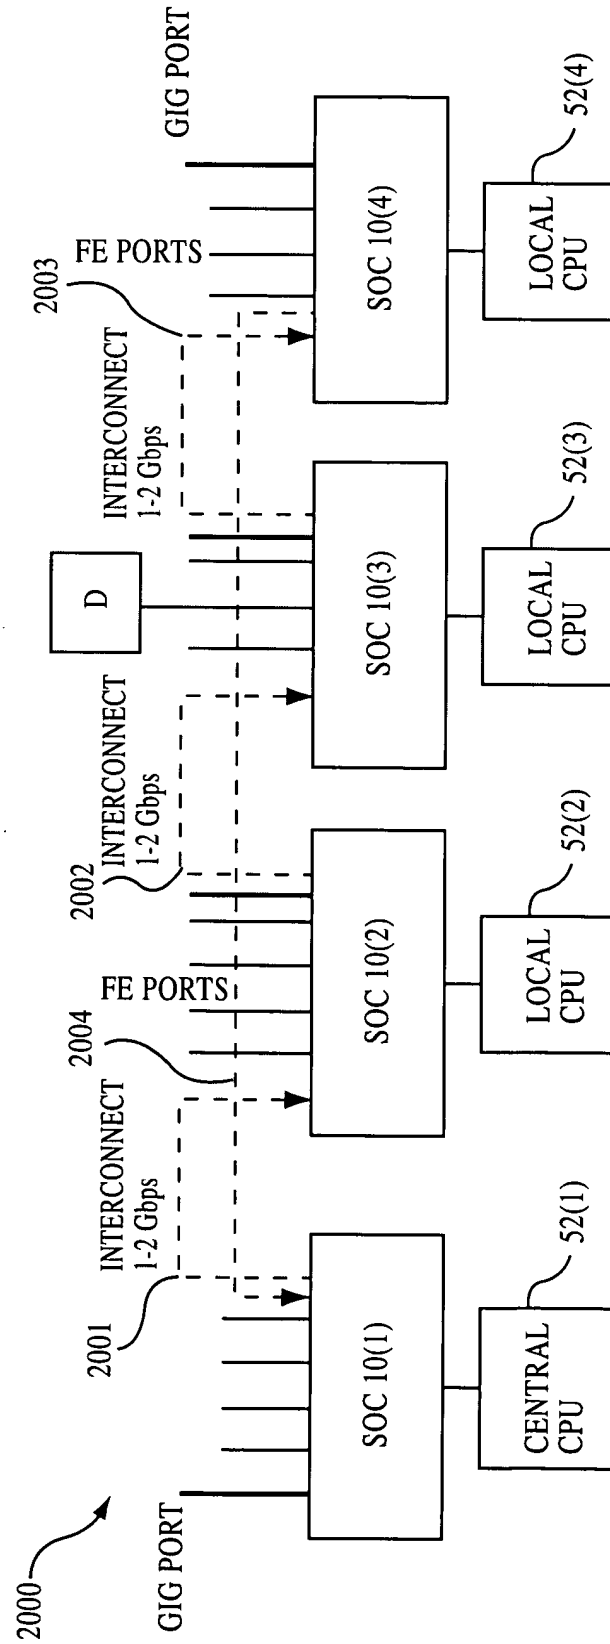 2000
GIG PORT
2001
INTERCONNECT
1-2 Gbps
2004
FE PORTS
2002
INTERCONNECT
1-2 Gbps
D
INTERCONNECT
1-2 Gbps
2003
FE PORTS
GIG PORT
SOC 10(1)
SOC 10(2)
SOC 10(3)
SOC 10(4)
CENTRAL
CPU
52(1)
LOCAL
CPU
52(2)
LOCAL
CPU
52(3)
LOCAL
CPU
52(4)